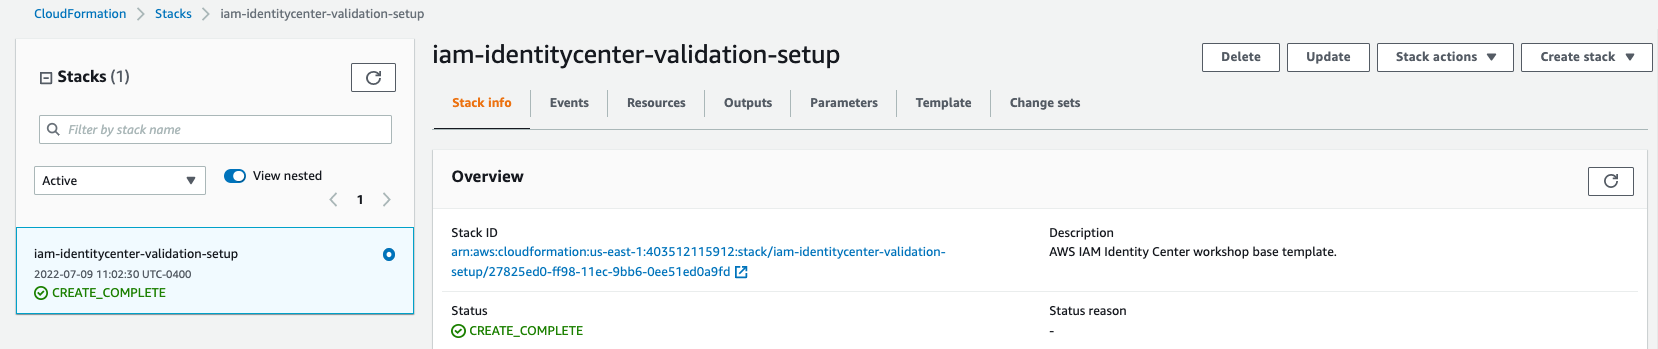 CloudFormation > Stacks > iam-identitycenter-validation-setup
Stacks (1)
Filter by stack name
Active
View nested
1
iam-identitycenter-validation-setup
2022-07-09 11:02:30 UTC-0400
CREATE_COMPLETE
iam-identitycenter-validation-setup
Delete
Update
Stack actions
Create stack
Stack info
Events
Resources
Outputs
Parameters
Template
Change sets
Overview
Stack ID
arn:aws:cloudformation:us-east-1:403512115912:stack/iam-identitycenter-validation-
setup/27825ed0-ff98-11ec-9bb6-0ee51ed0a9fd
Description
AWS IAM Identity Center workshop base template.
Status
CREATE_COMPLETE
Status reason
-